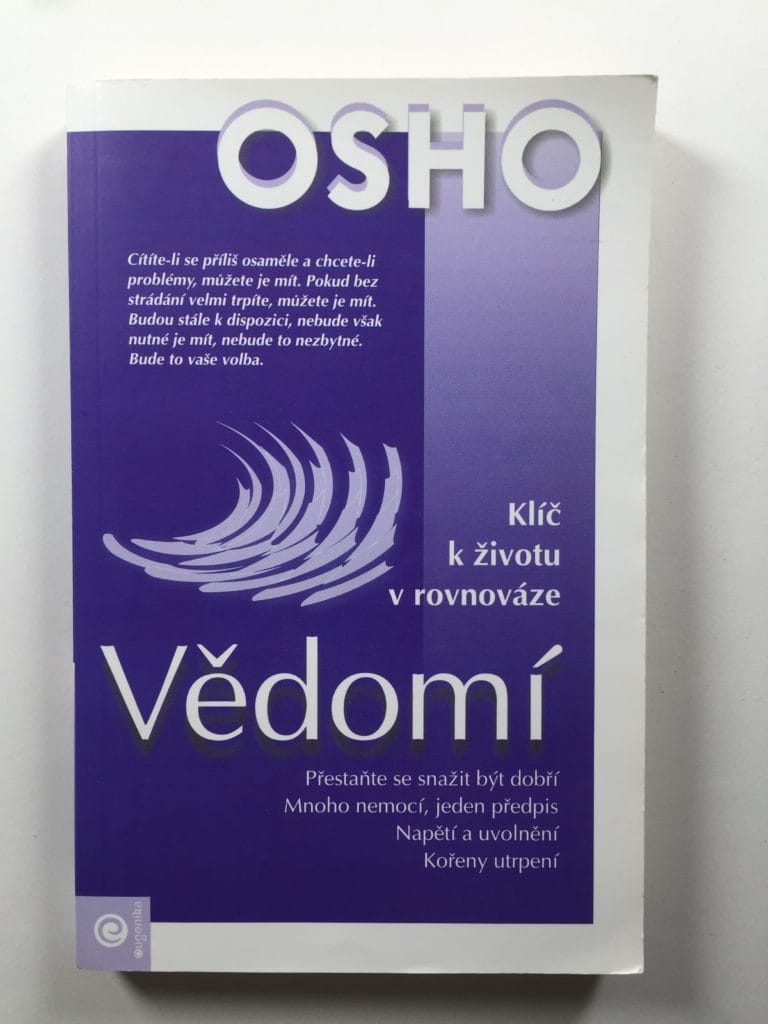 OSHO
Cítíte-li se příliš osaměle a chcete-li
problémy, můžete je mít. Pokud bez
strádání velmi trpíte, můžete je mít.
Budou stále k dispozici, nebude však
nutné je mít, nebude to nezbytné.
Bude to vaše volba.
Klíč
k životu
v rovnováze
Vědomí
Přestaňte se snažit být dobří
Mnoho nemocí, jeden předpis
Napětí a uvolnění
Kořeny utrpení
eugenika